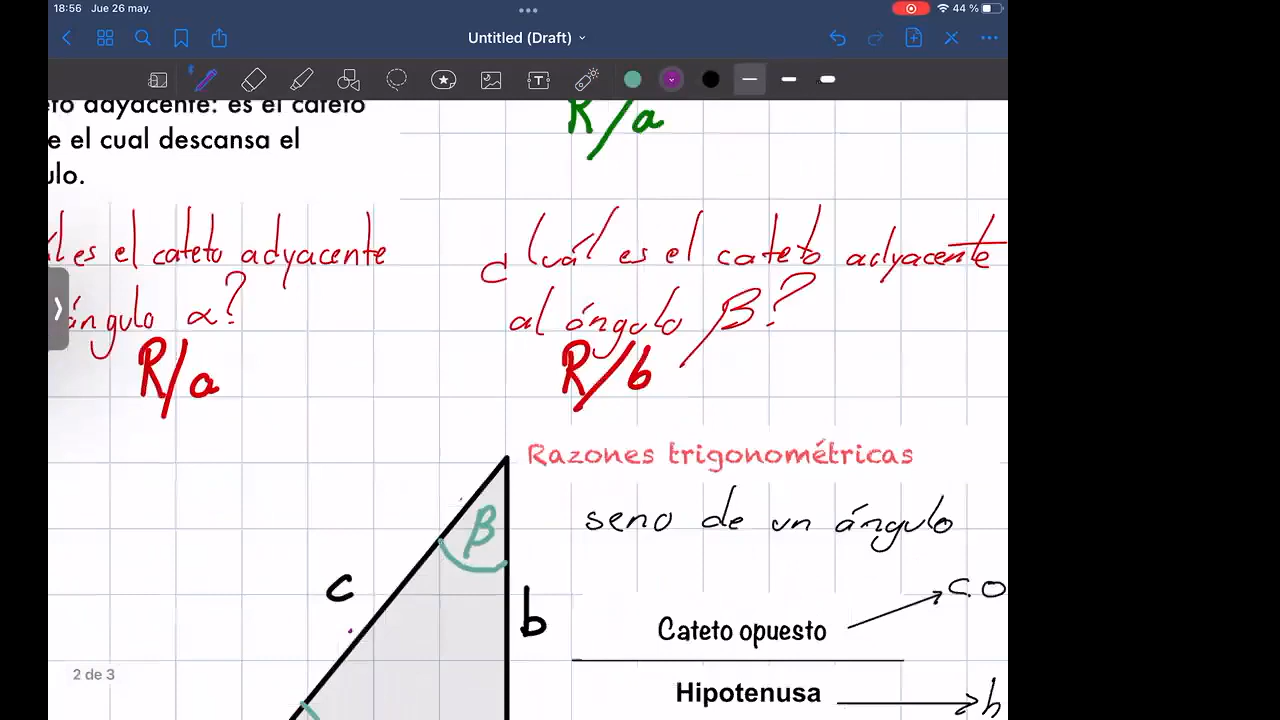 18:56 Jue 26 may.
44 %
Untitled (Draft)
T
adyacente: es el cateto
e el cual descansa el
ulo.
R/a
es el cateto adyacente
ángulo α?
R/a
¿Cuál es el cateto adyacente
al ángulo β?
R/b
Razones trigonométricas
seno de un ángulo
Cateto opuesto
C.O
Hipotenusa
h
β
c
b
2 de 3